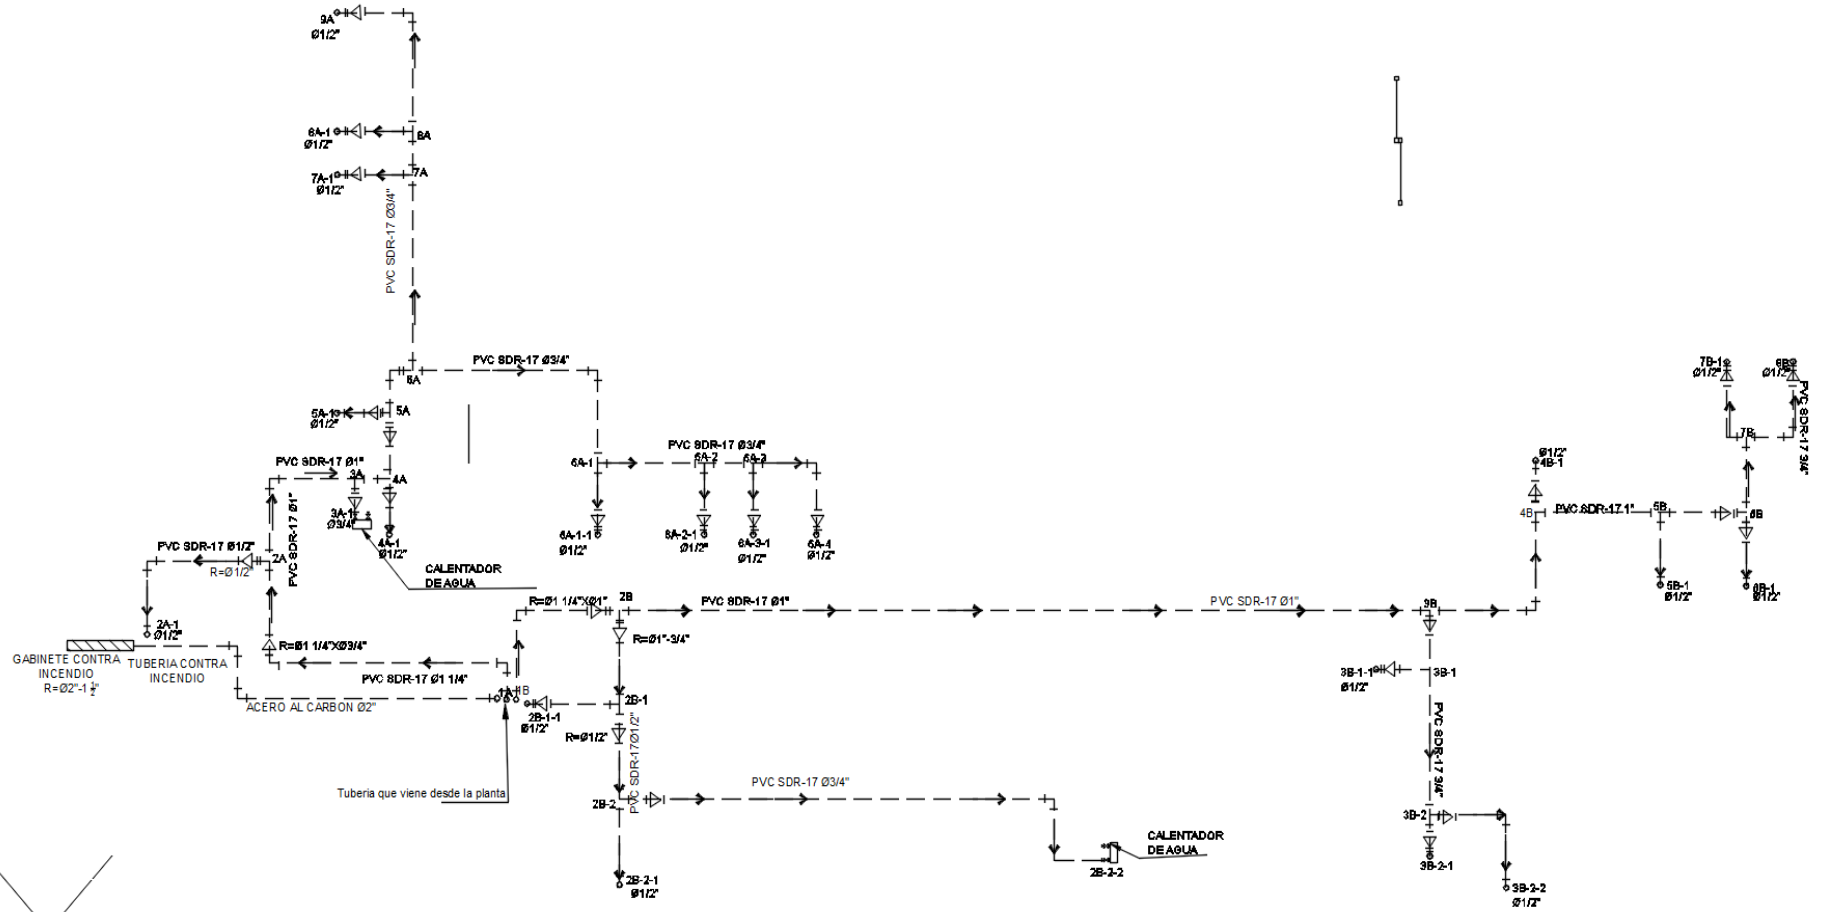 9A
Ø1/2"
8A-1
Ø1/2"
8A
7A-1
Ø1/2"
7A
PVC SDR-17 Ø3/4"
PVC SDR-17 Ø3/4"
6A
5A-1
Ø1/2"
5A
PVC SDR-17 Ø1"
3A
4A
3A-1
Ø3/4"
4A-1
Ø1/2"
CALENTADOR
DE AGUA
6A-1
PVC SDR-17 Ø3/4"
6A-2
6A-3
6A-1-1
Ø1/2"
6A-2-1
Ø1/2"
6A-3-1
Ø1/2"
6A-4
Ø1/2"
PVC SDR-17 Ø1/2"
R=Ø1/2"
2A
PVC SDR-17 Ø1"
2A-1
Ø1/2"
GABINETE CONTRA
INCENDIO
R=Ø2"-1 ½"
TUBERIA CONTRA
INCENDIO
R=Ø1 1/4"XØ3/4"
PVC SDR-17 Ø1 1/4"
ACERO AL CARBON Ø2"
1A
1B
Tuberia que viene desde la planta
R=Ø1 1/4"XØ1"
2B
PVC SDR-17 Ø1"
R=Ø1"-3/4"
2B-1
2B-1-1
Ø1/2"
R=Ø1/2"
PVC SDR-17Ø1/2"
2B-2
PVC SDR-17 Ø3/4"
2B-2-1
Ø1/2"
2B-2-2
CALENTADOR
DE AGUA
PVC SDR-17 Ø1"
3B
3B-1-1
Ø1/2"
3B-1
PVC SDR-17 3/4"
3B-2
3B-2-1
3B-2-2
Ø1/2"
Ø1/2"
4B-1
4B
PVC SDR-17 1"
5B
5B-1
Ø1/2"
6B
6B-1
Ø1/2"
7B
7B-1
Ø1/2"
8B
Ø1/2"
PVC SDR-17 3/4"